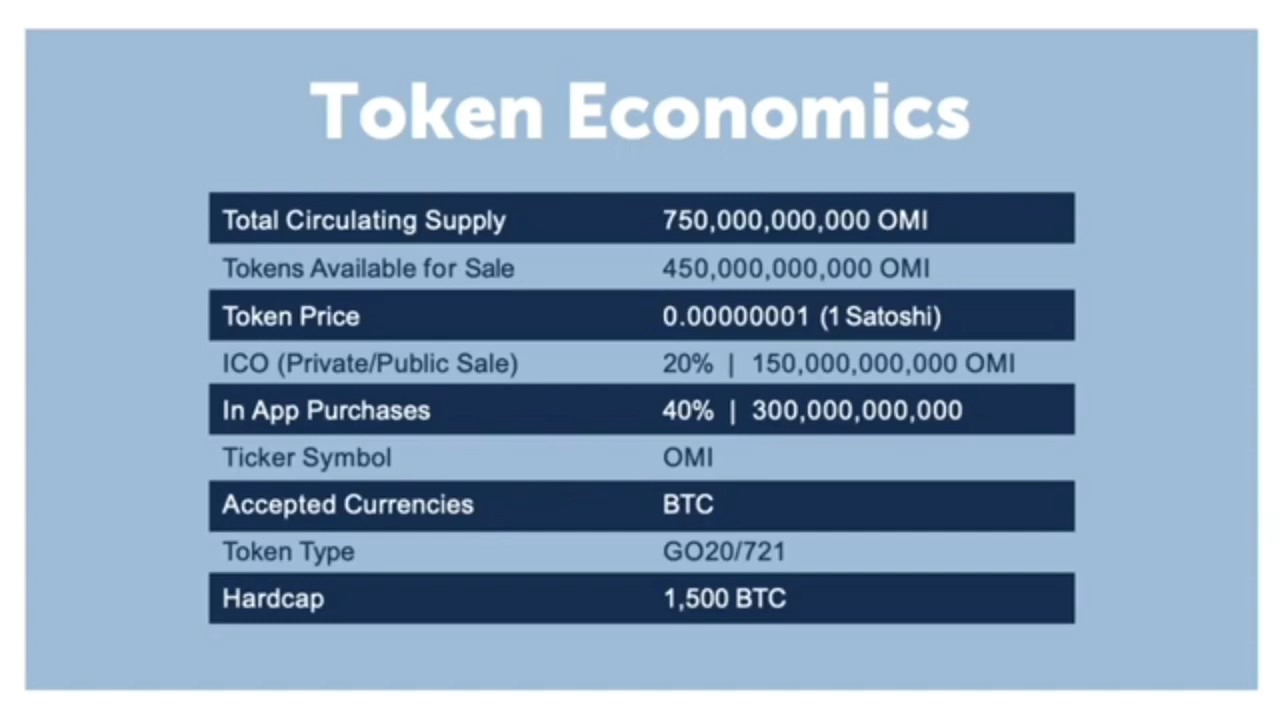 Token Economics
Total Circulating Supply 750,000,000,000 OMI
Tokens Available for Sale 450,000,000,000 OMI
Token Price 0.00000001 (1 Satoshi)
ICO (Private/Public Sale) 20% | 150,000,000,000 OMI
In App Purchases 40% | 300,000,000,000
Ticker Symbol OMI
Accepted Currencies BTC
Token Type GO20/721
Hardcap 1,500 BTC